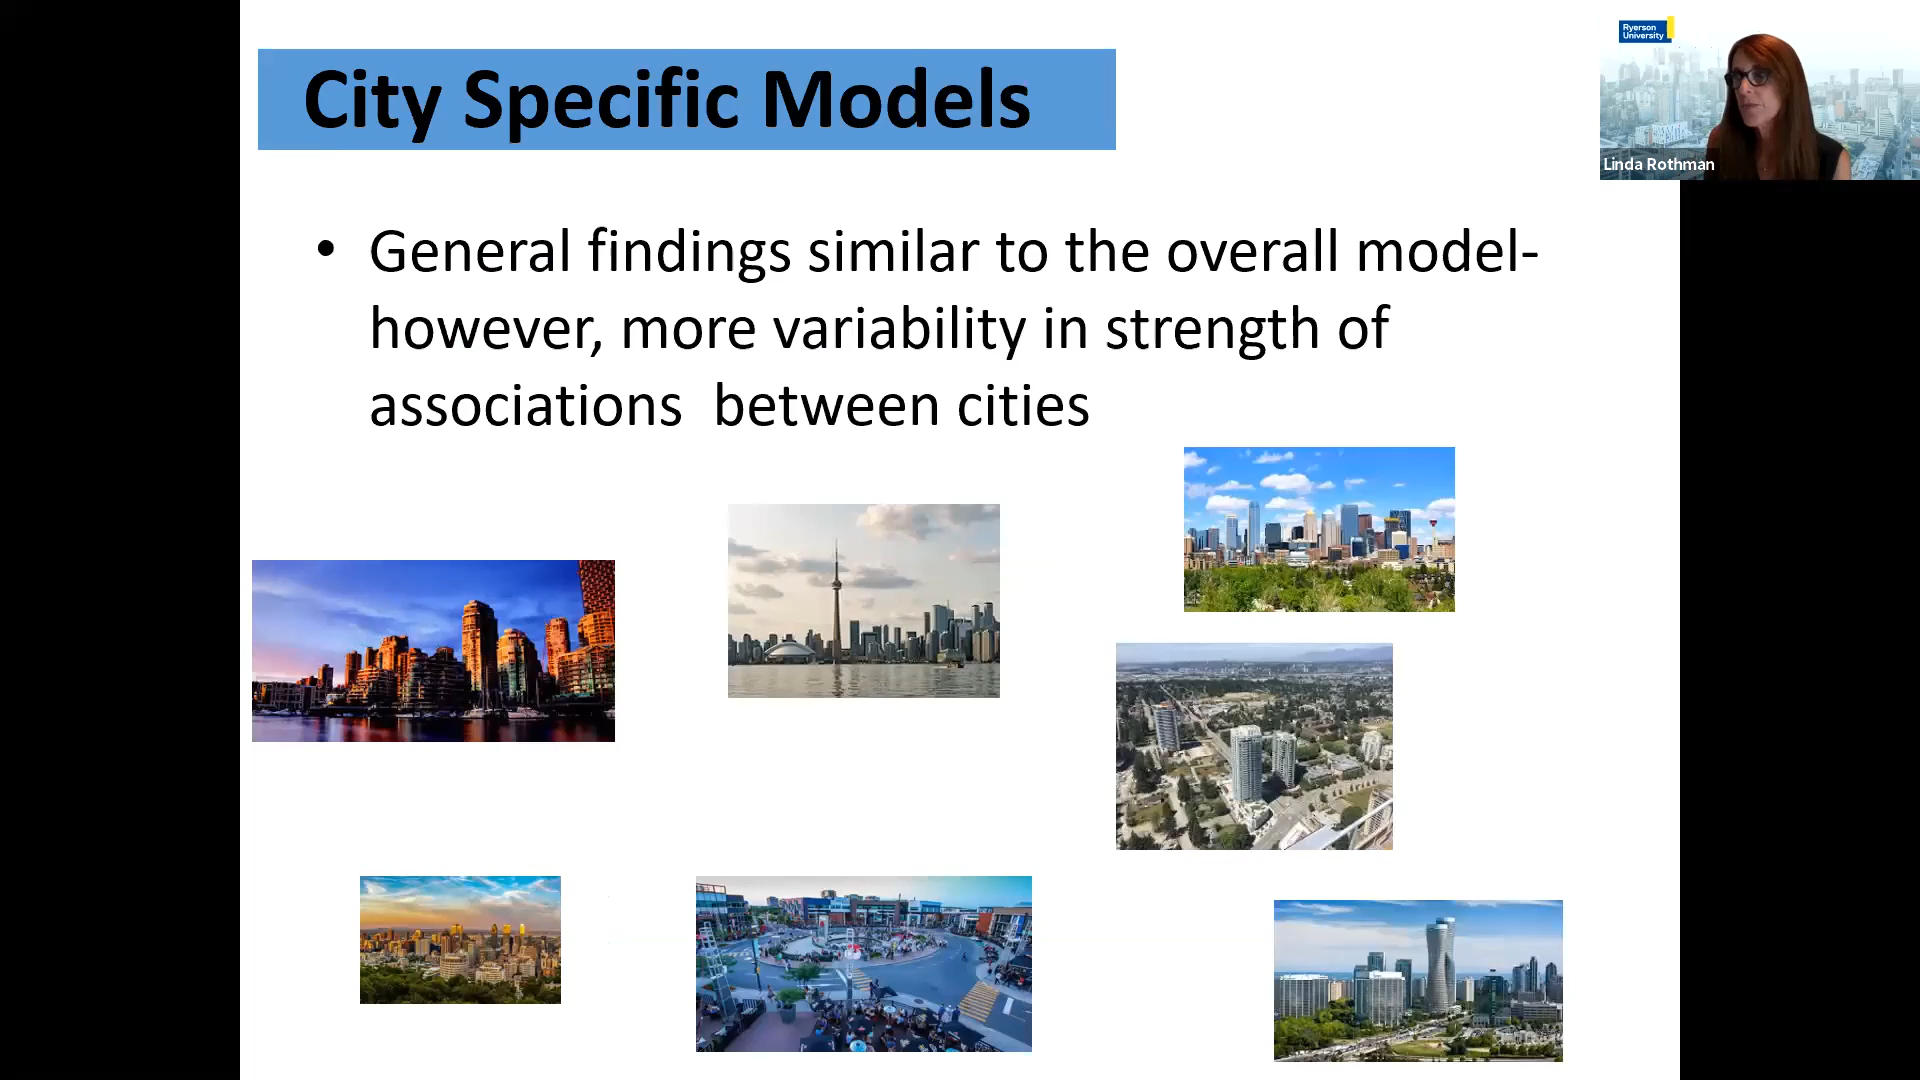 City Specific Models
Ryerson
University
Linda Rothman
• General findings similar to the overall model-
however, more variability in strength of
associations  between cities